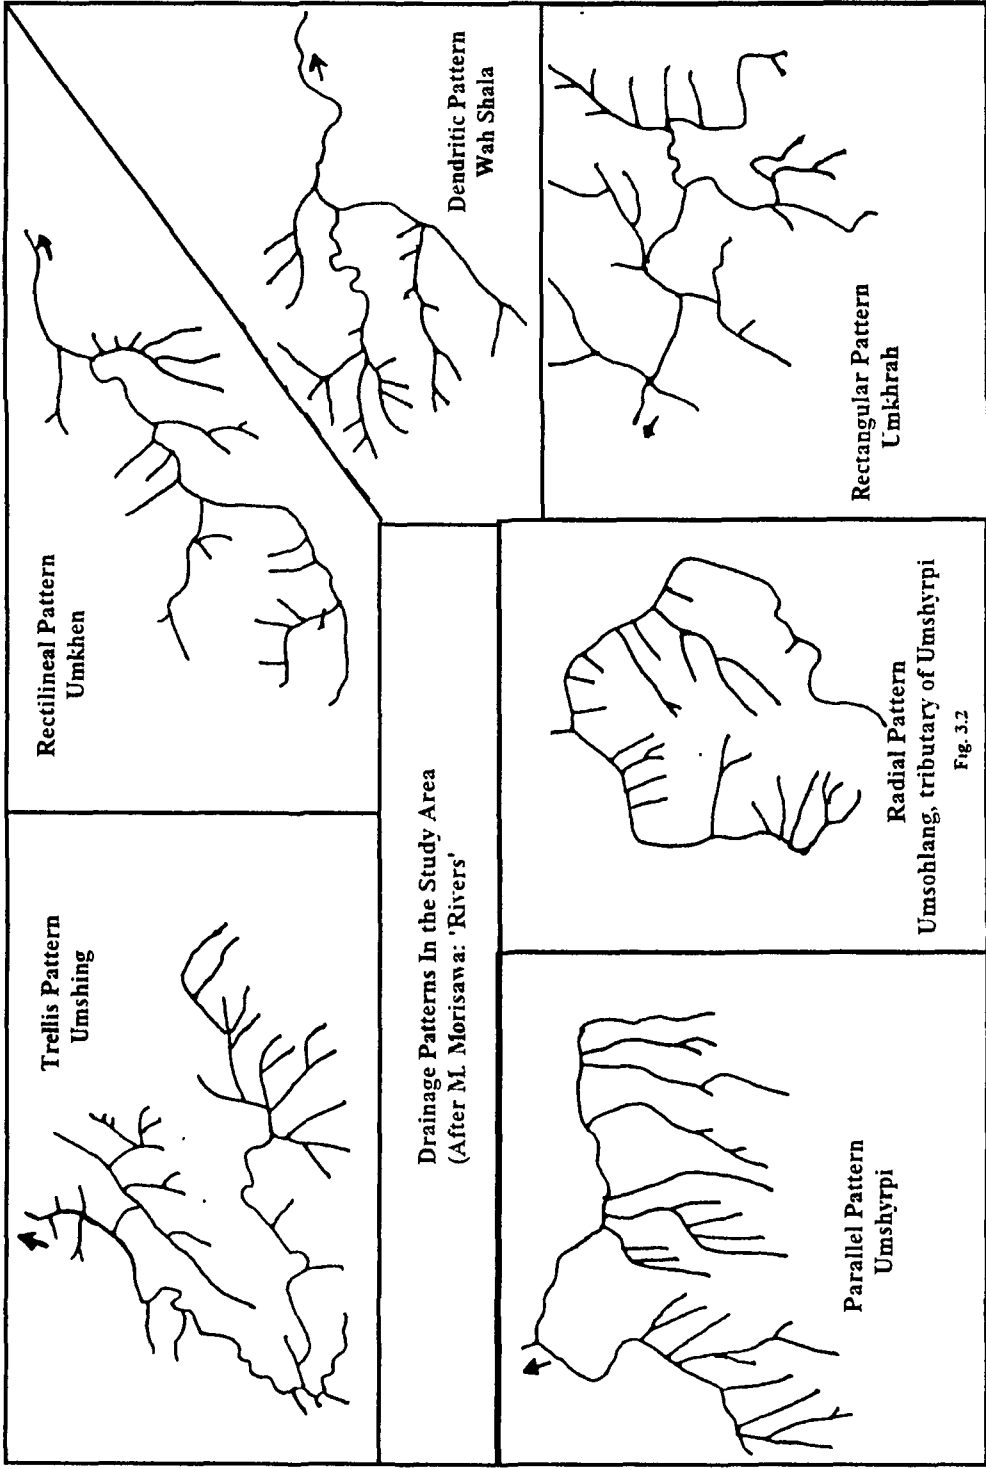 Trellis Pattern
Umshing
Rectilineal Pattern
Umkhen
Dendritic Pattern
Wah Shala
Drainage Patterns In the Study Area
(After M. Morisawa: 'Rivers'
Parallel Pattern
Umshyrpi
Radial Pattern
Umsohlang, tributary of Umshyrpi
Rectangular Pattern
Umkhrah
Fig. 3.2